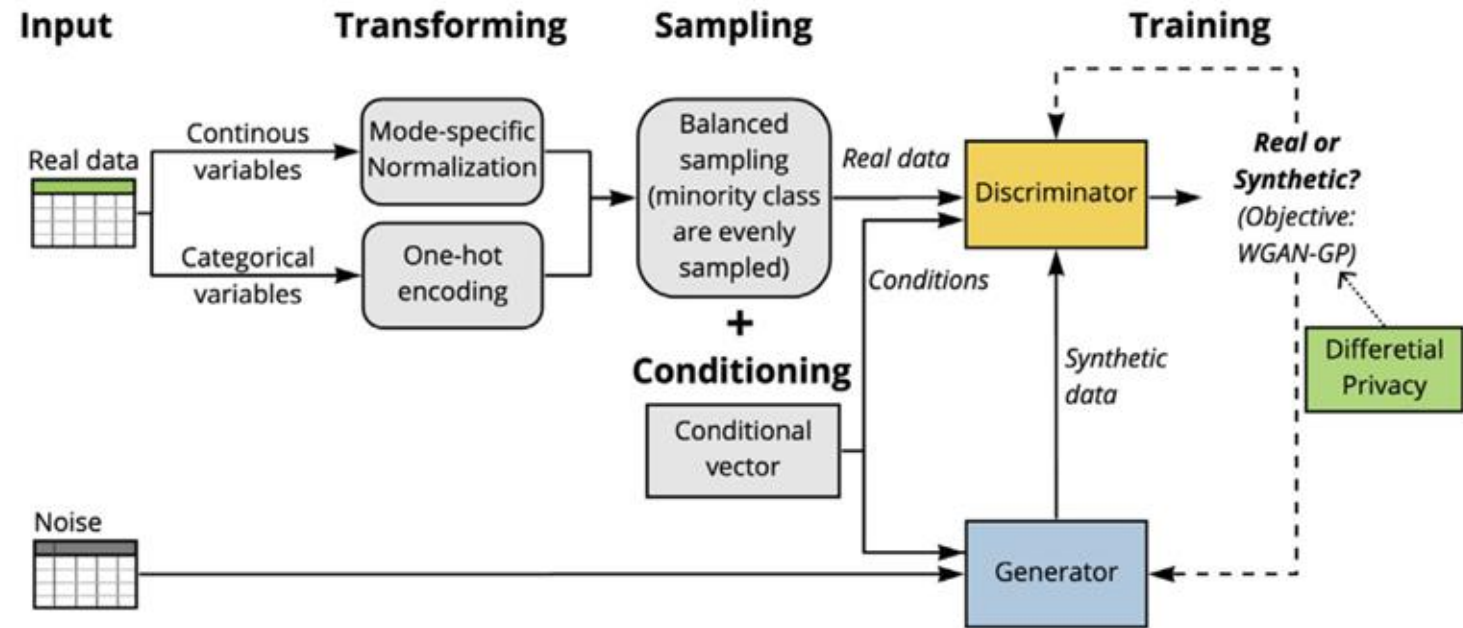 Input
Transforming
Sampling
Training
Real data
Continous
variables
Categorical
variables
Mode-specific
Normalization
One-hot
encoding
Balanced
sampling
(minority class
are evenly
sampled)
+
Conditioning
Conditional
vector
Real data
Conditions
Discriminator
Synthetic
data
Real or
Synthetic?
(Objective:
WGAN-GP)
Differetial
Privacy
Noise
Generator